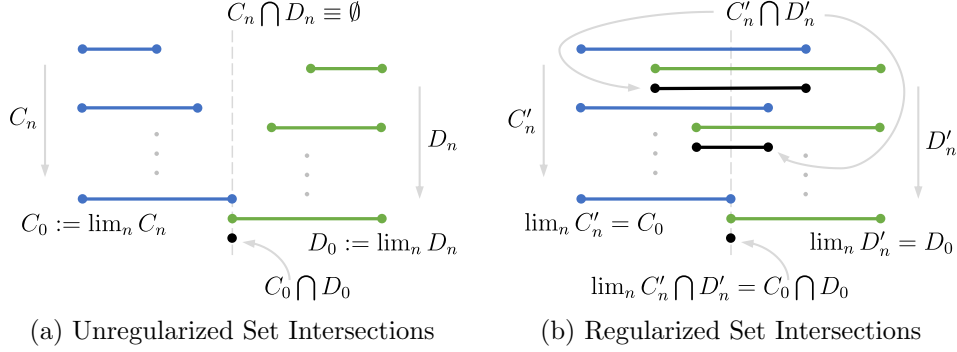 C_n ⋂ D_n ≡ ∅
C_n
D_n
C_0 := lim_n C_n
D_0 := lim_n D_n
C_0 ⋂ D_0
(a) Unregularized Set Intersections
C′_n ⋂ D′_n
C′_n
D′_n
lim_n C′_n = C_0
lim_n D′_n = D_0
lim_n C′_n ⋂ D′_n = C_0 ⋂ D_0
(b) Regularized Set Intersections